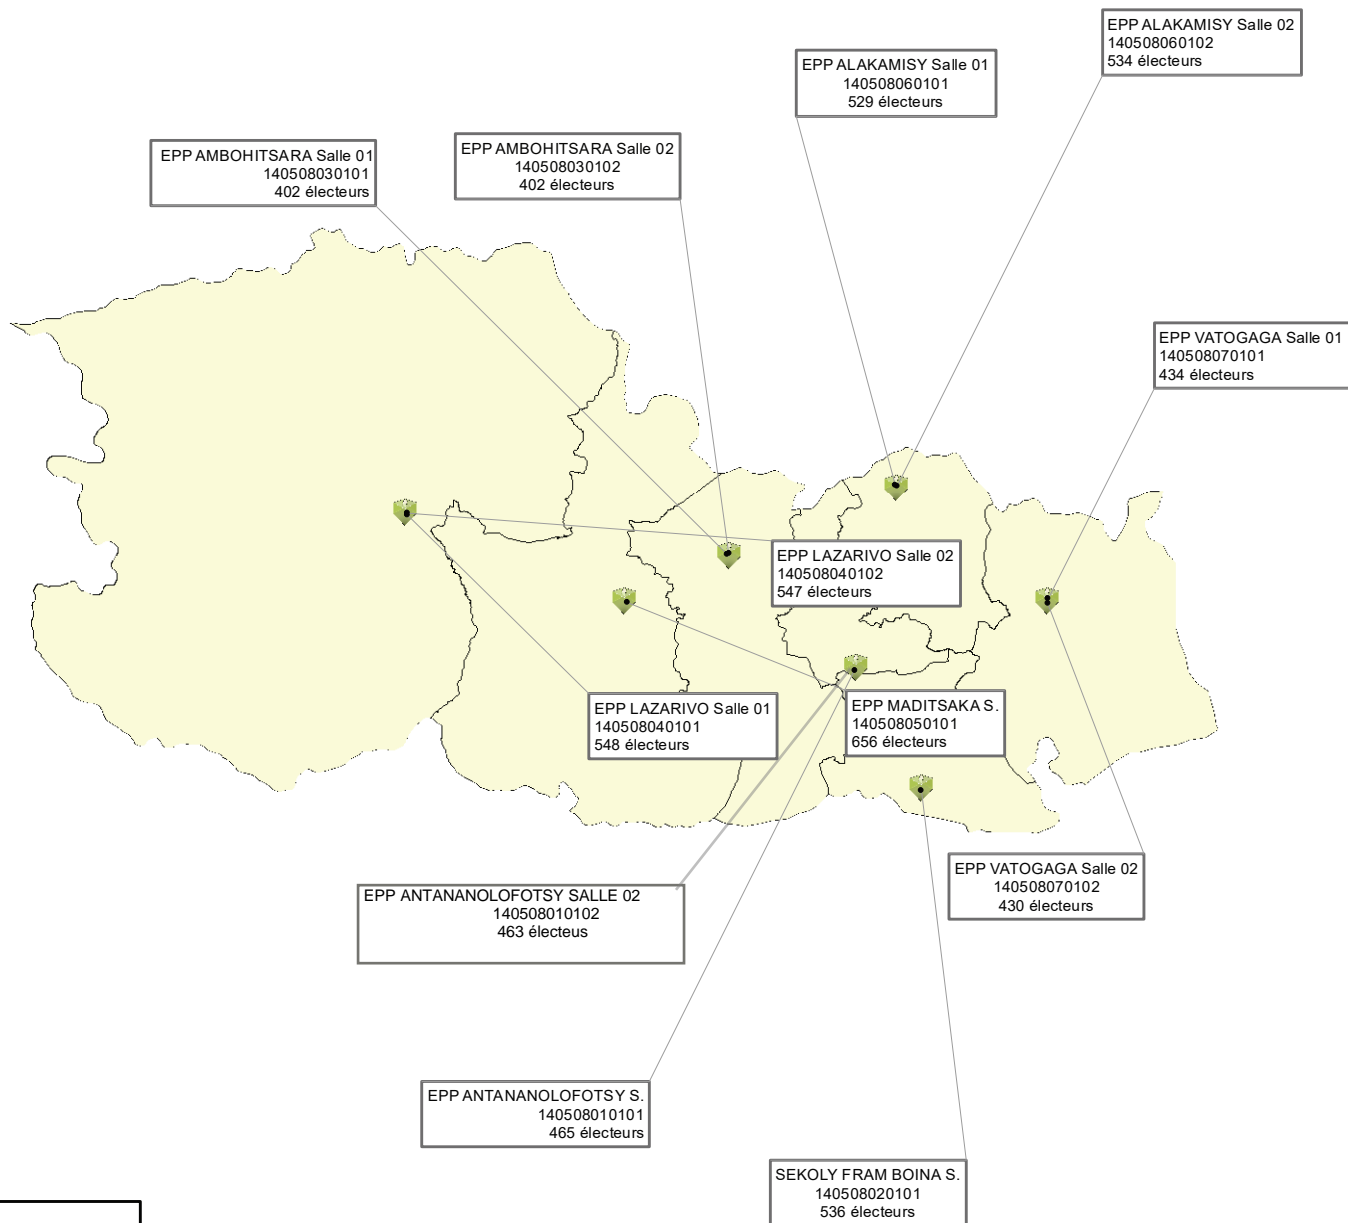 EPP ALAKAMISY Salle 02
140508060102
534 électeurs
EPP ALAKAMISY Salle 01
140508060101
529 électeurs
EPP AMBOHITSARA Salle 02
140508030102
402 électeurs
EPP AMBOHITSARA Salle 01
140508030101
402 électeurs
EPP VATOGAGA Salle 01
140508070101
434 électeurs
EPP LAZARIVO Salle 02
140508040102
547 électeurs
EPP LAZARIVO Salle 01
140508040101
548 électeurs
EPP MADITSAKA S.
140508050101
656 électeurs
EPP VATOGAGA Salle 02
140508070102
430 électeurs
EPP ANTANANOLOFOTSY SALLE 02
140508010102
463 électeus
EPP ANTANANOLOFOTSY S.
140508010101
465 électeurs
SEKOLY FRAM BOINA S.
140508020101
536 électeurs